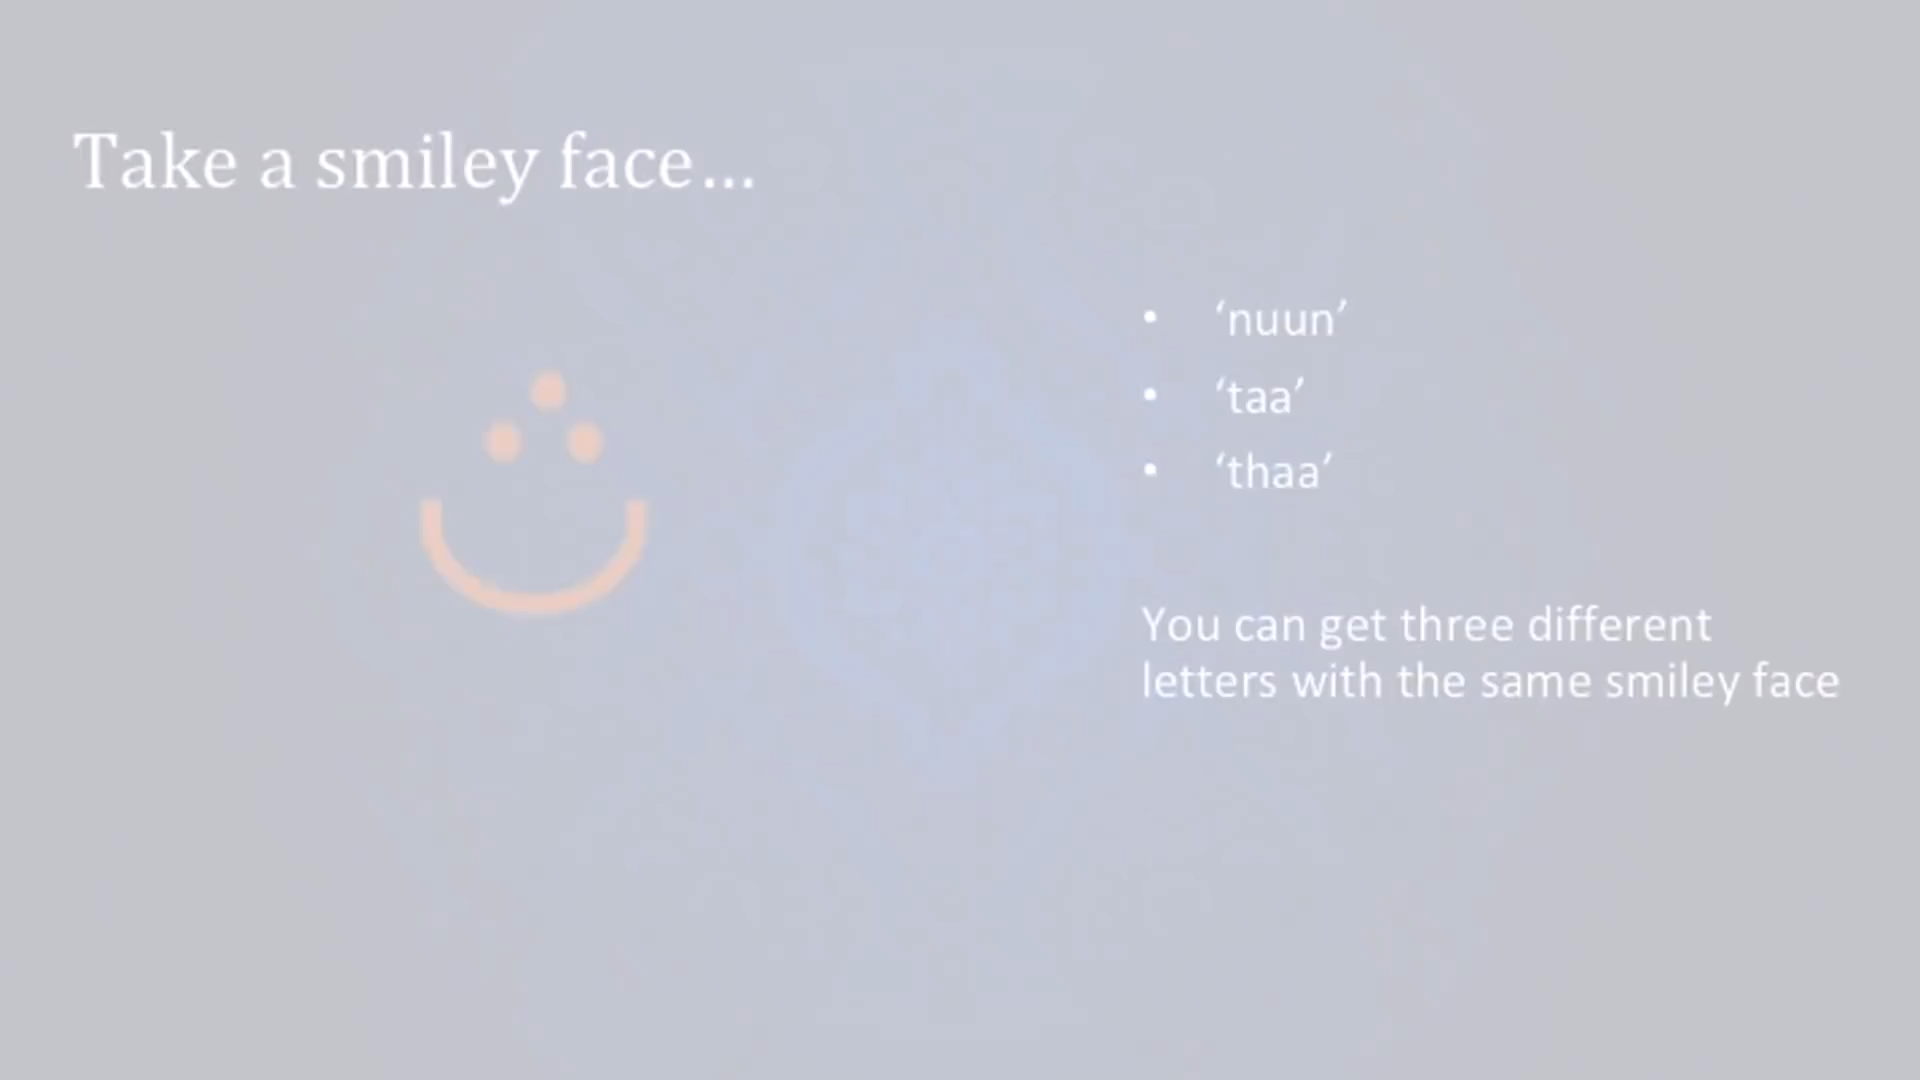 Take a smiley face...
• ‘nuun’
• ‘taa’
• ‘thaa’
You can get three different
letters with the same smiley face